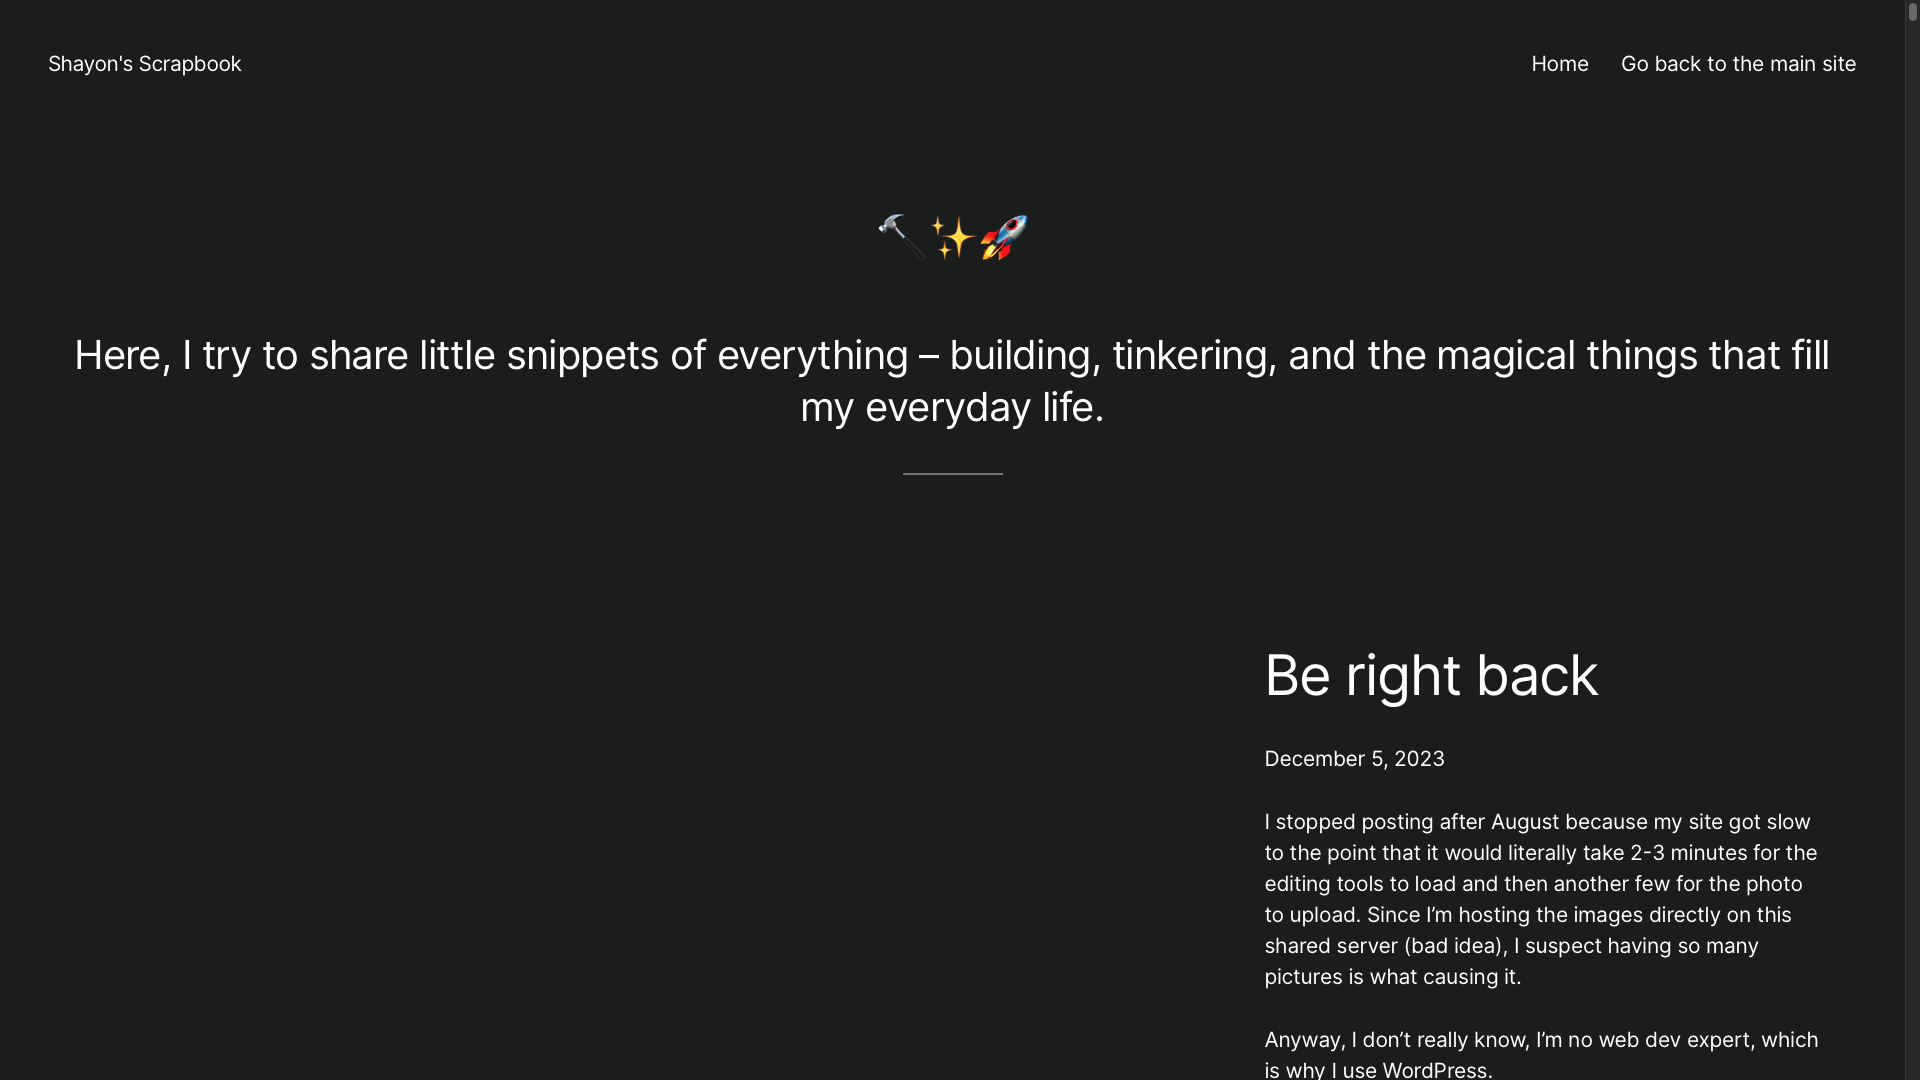 Shayon's Scrapbook
Home
Go back to the main site
Here, I try to share little snippets of everything – building, tinkering, and the magical things that fill
my everyday life.
Be right back
December 5, 2023
I stopped posting after August because my site got slow
to the point that it would literally take 2-3 minutes for the
editing tools to load and then another few for the photo
to upload. Since I’m hosting the images directly on this
shared server (bad idea), I suspect having so many
pictures is what causing it.
Anyway, I don’t really know, I’m no web dev expert, which
is why I use WordPress.